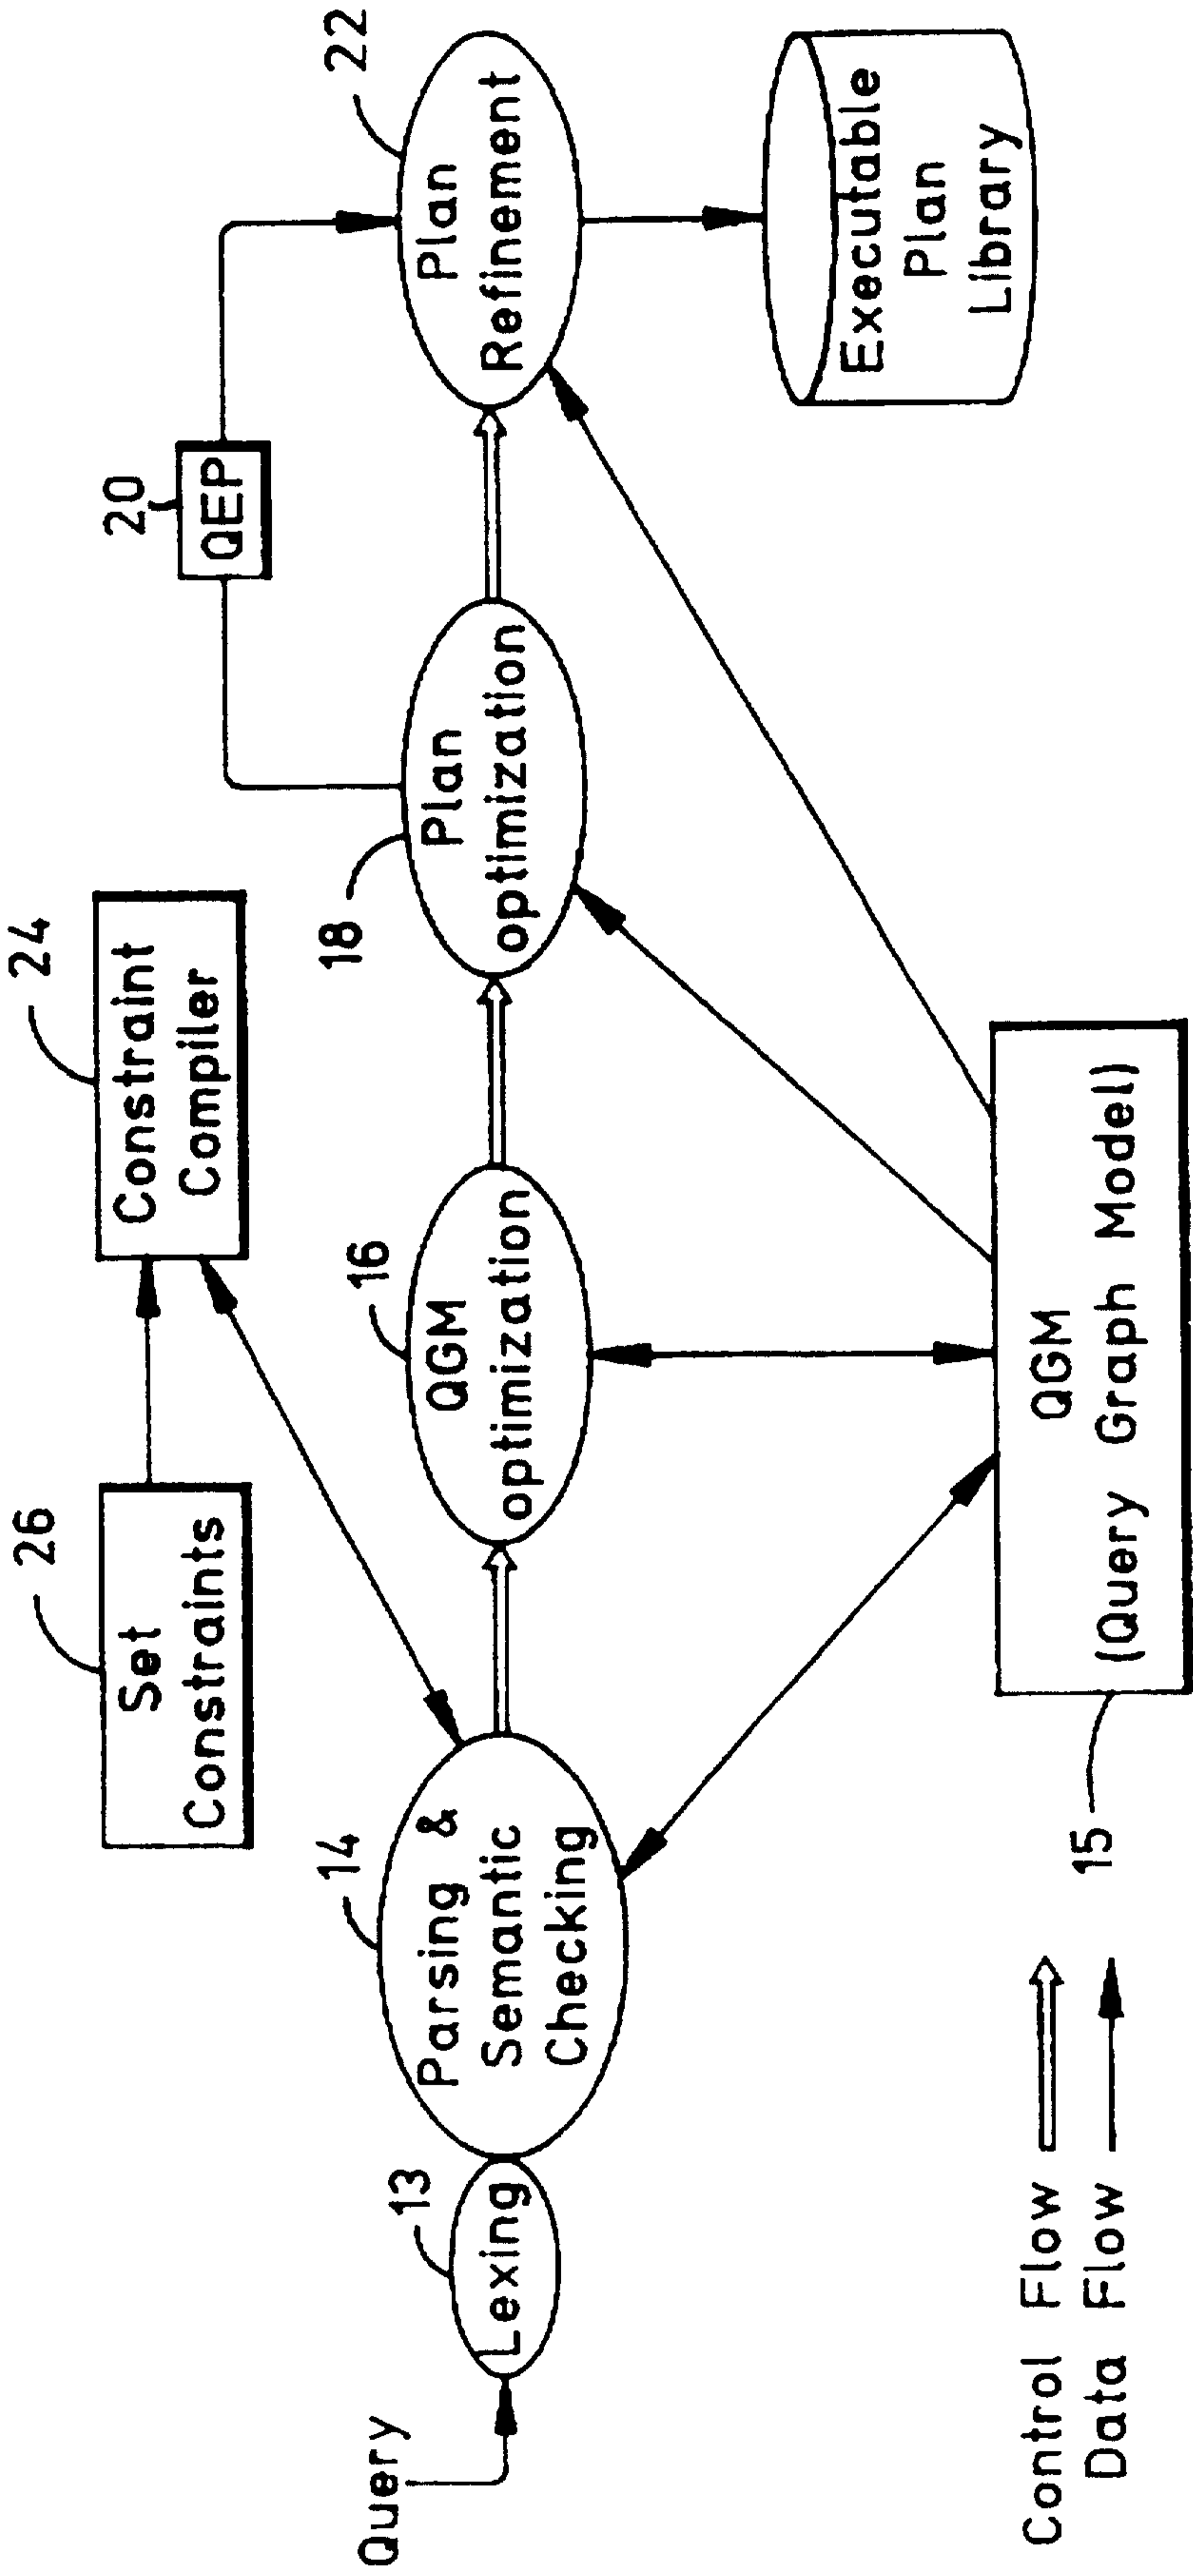 26
Set
Constraints
24
Constraint
Compiler
20
QEP
Query
13
Lexing
14
Parsing &
Semantic
Checking
16
QGM
optimization
18
Plan
optimization
22
Plan
Refinement
Executable
Plan
Library
15
QGM
(Query Graph Model)
Control Flow
Data Flow